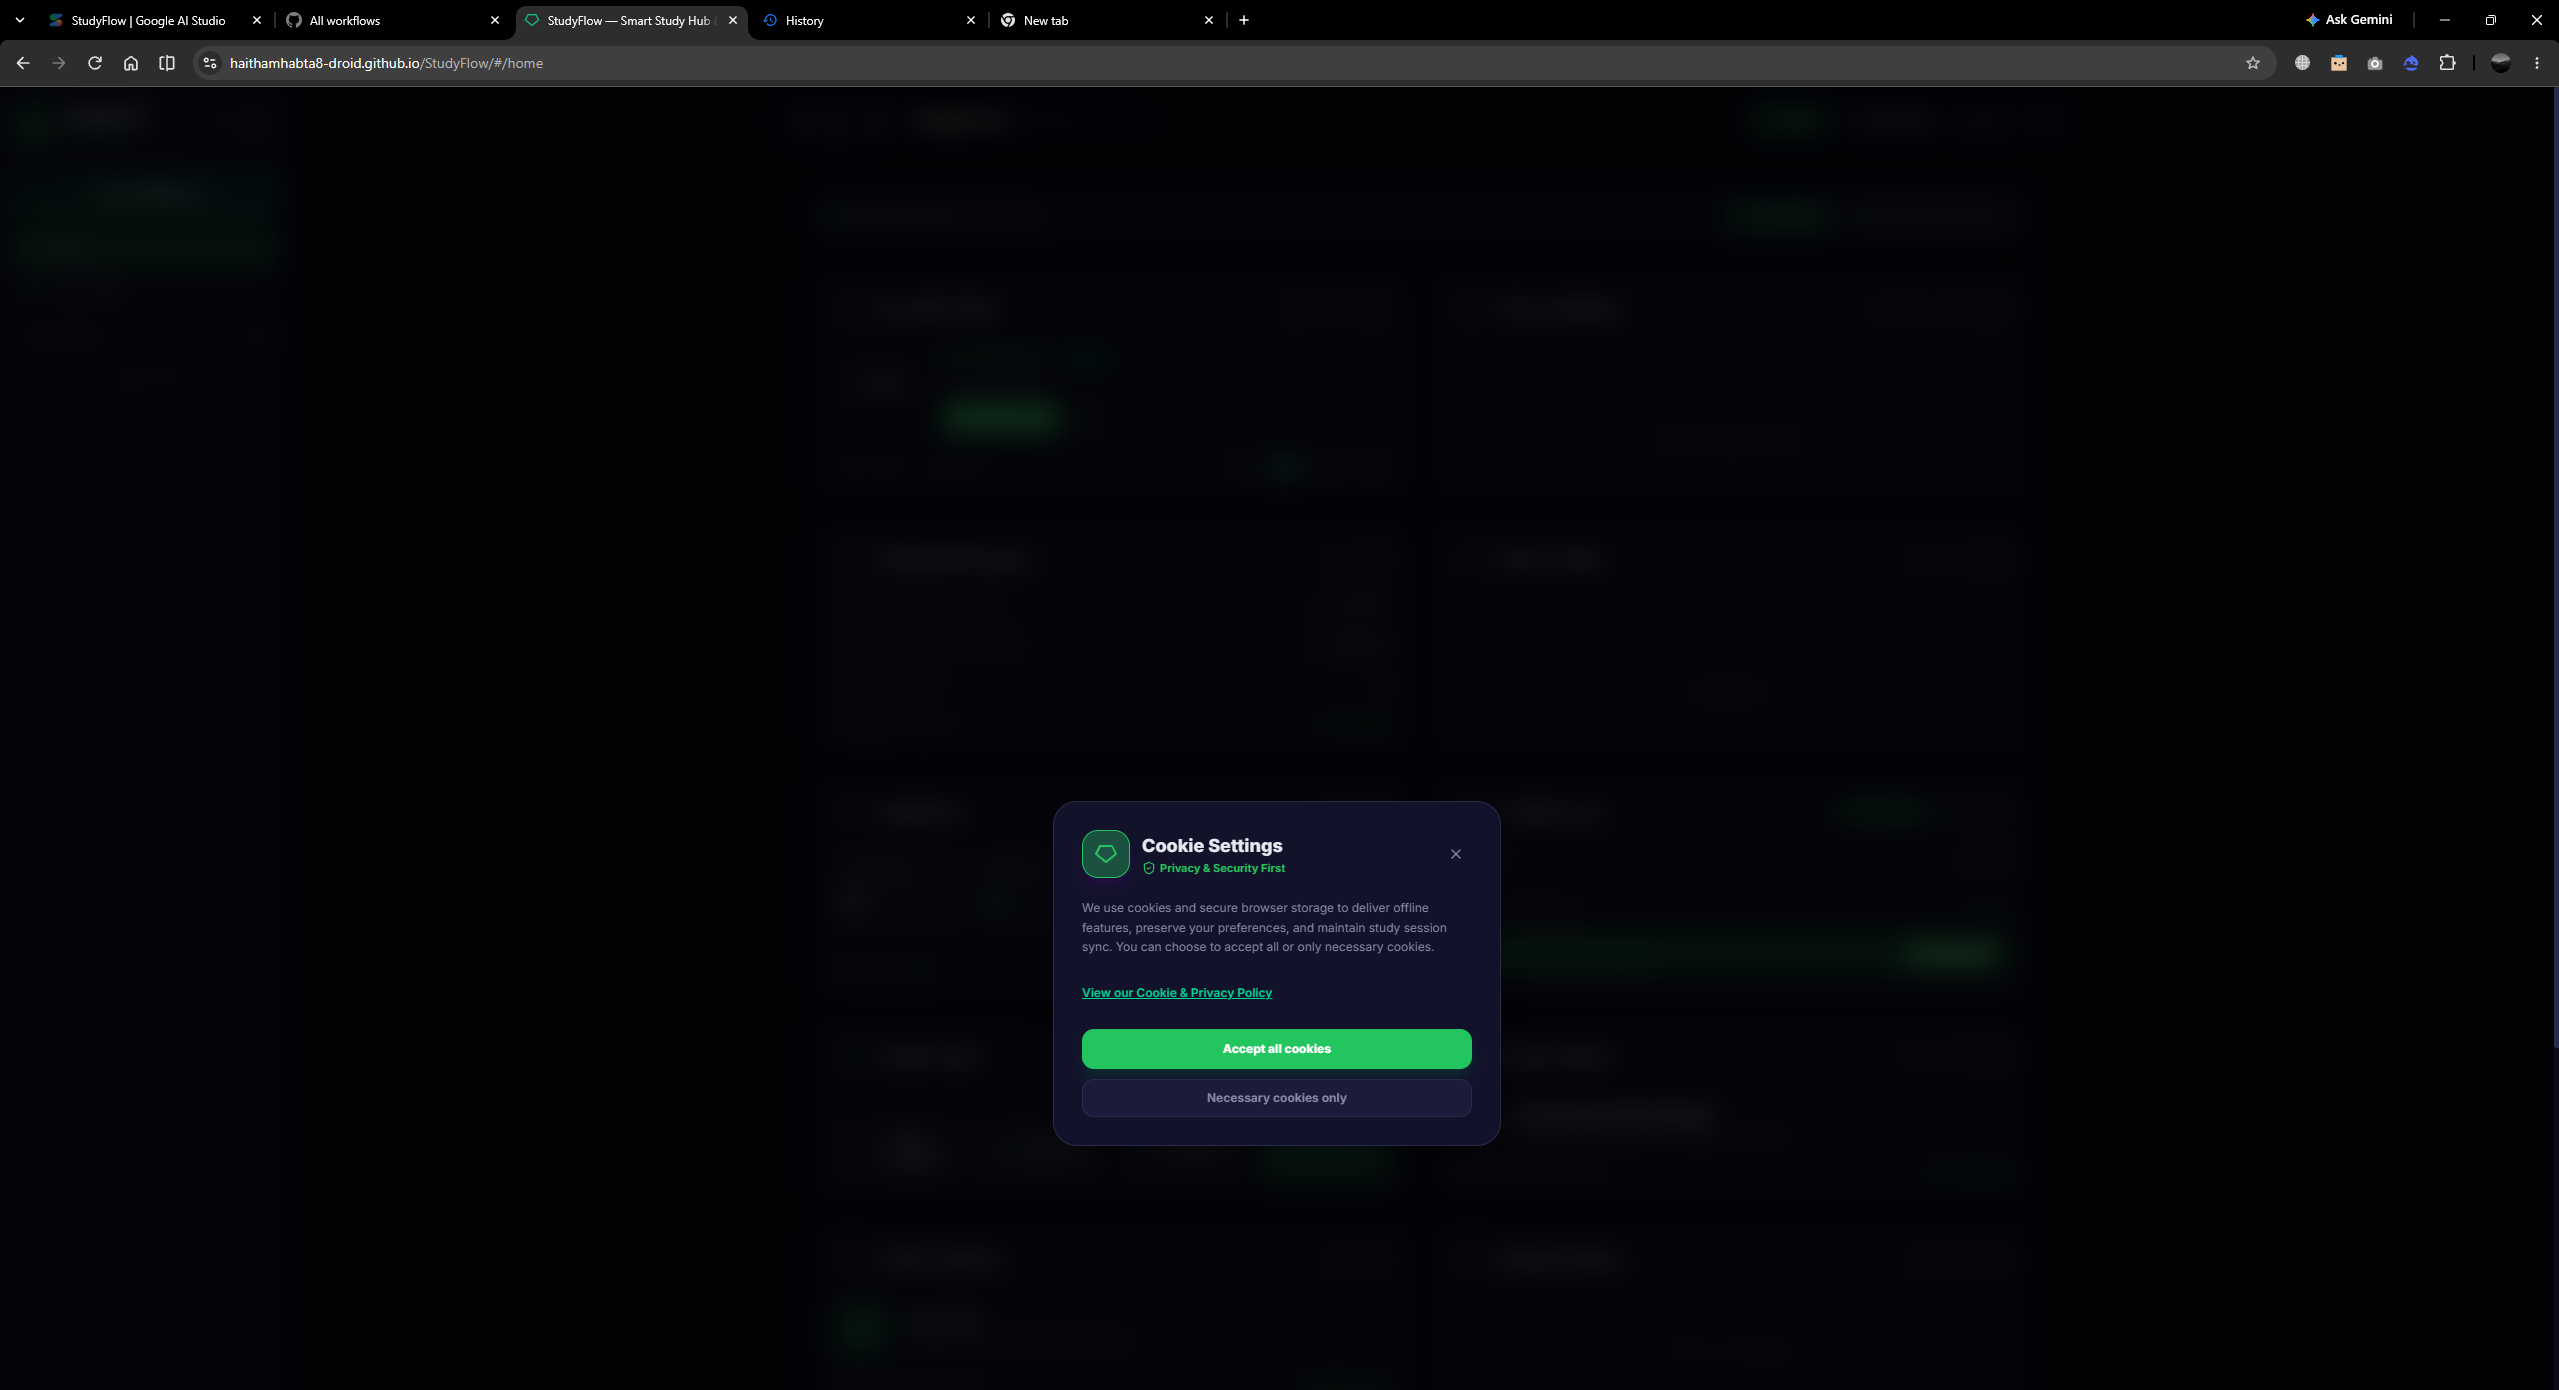 StudyFlow | Google AI Studio
All workflows
StudyFlow — Smart Study Hub
History
New tab
Ask Gemini
haithamhabta8-droid.github.io/StudyFlow/#/home
Cookie Settings
Privacy & Security First
We use cookies and secure browser storage to deliver offline
features, preserve your preferences, and maintain study session
sync. You can choose to accept all or only necessary cookies.
View our Cookie & Privacy Policy
Accept all cookies
Necessary cookies only